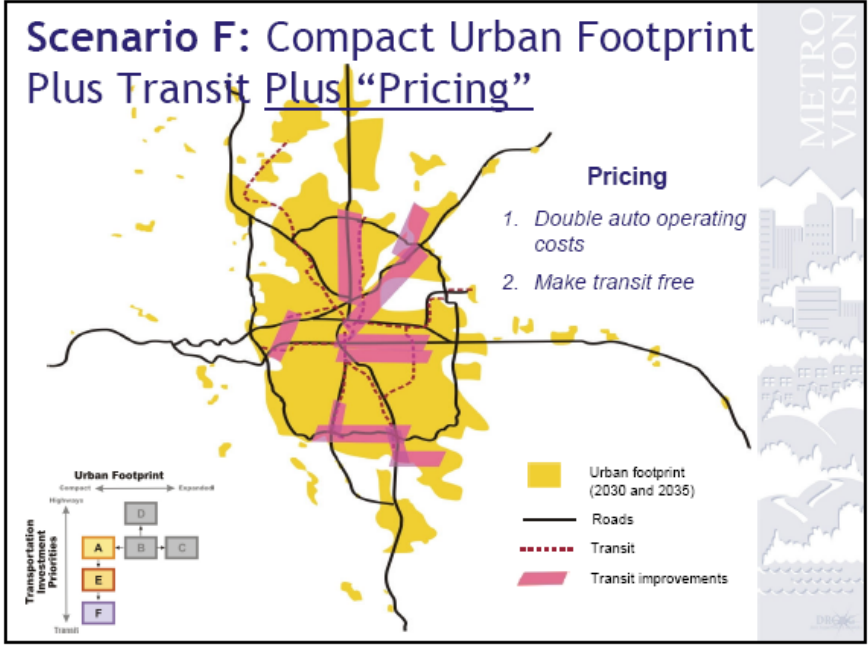 Scenario F: Compact Urban Footprint
Plus Transit Plus “Pricing”
METRO
VISION
Pricing
1. Double auto operating
costs
2. Make transit free
Urban Footprint
Compact
Expanded
Highways
Transportation
Investment
Priorities
D
A
B
C
E
F
Transit
Urban footprint
(2030 and 2035)
Roads
Transit
Transit improvements